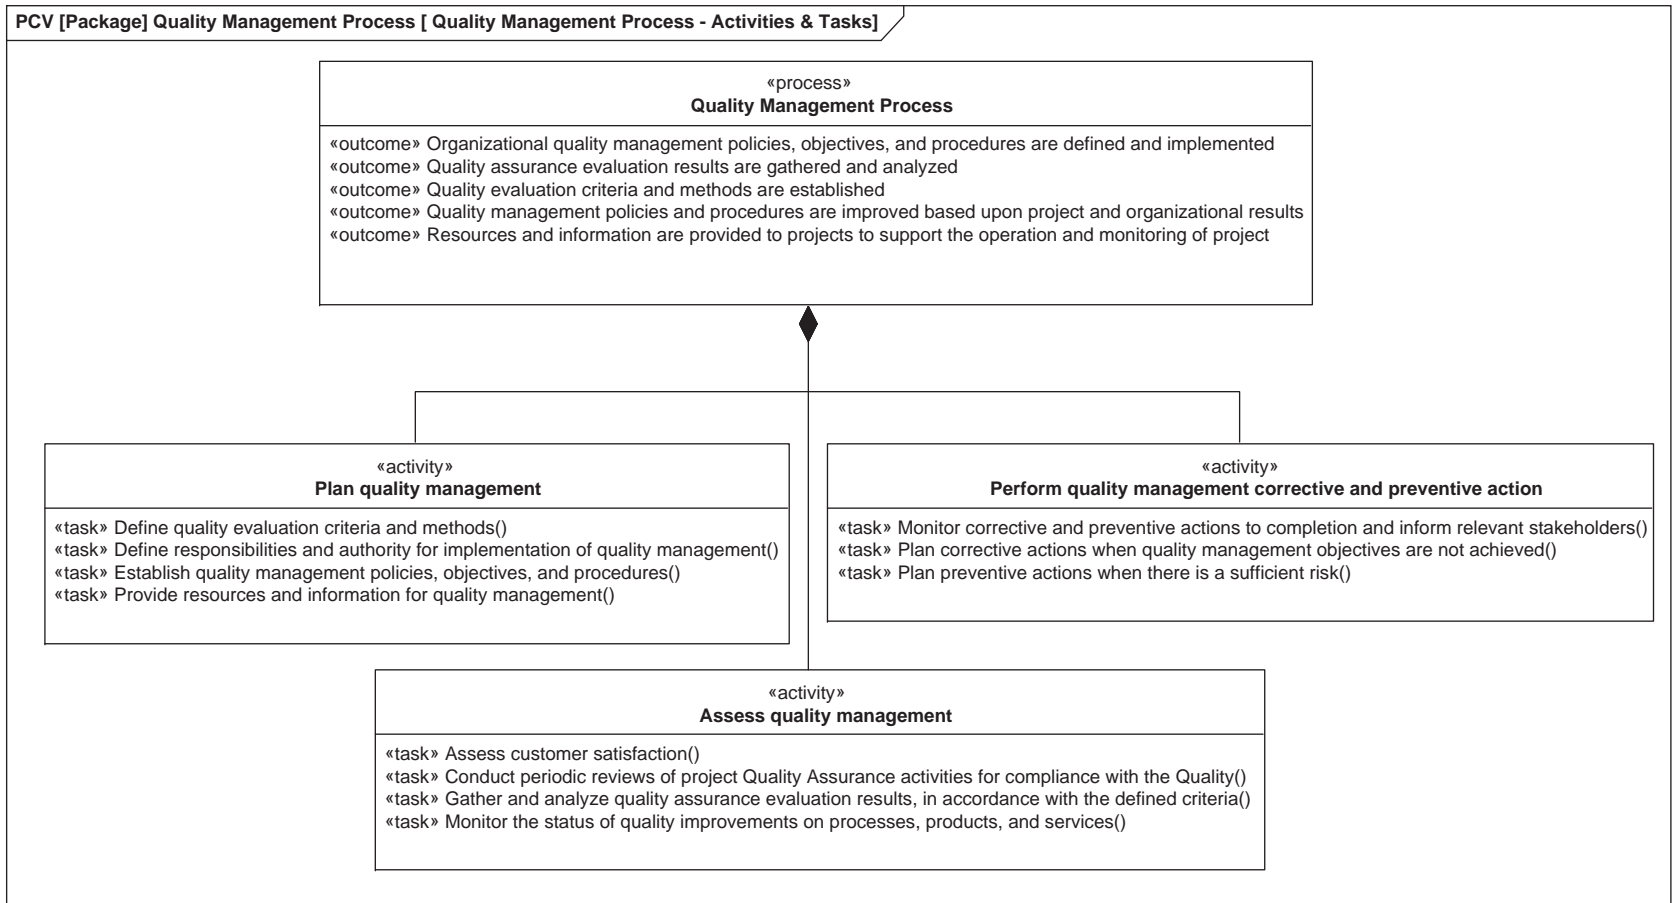 PCV [Package] Quality Management Process [ Quality Management Process - Activities & Tasks]
«process»
Quality Management Process
«outcome» Organizational quality management policies, objectives, and procedures are defined and implemented
«outcome» Quality assurance evaluation results are gathered and analyzed
«outcome» Quality evaluation criteria and methods are established
«outcome» Quality management policies and procedures are improved based upon project and organizational results
«outcome» Resources and information are provided to projects to support the operation and monitoring of project
«activity»
Plan quality management
«task» Define quality evaluation criteria and methods()
«task» Define responsibilities and authority for implementation of quality management()
«task» Establish quality management policies, objectives, and procedures()
«task» Provide resources and information for quality management()
«activity»
Perform quality management corrective and preventive action
«task» Monitor corrective and preventive actions to completion and inform relevant stakeholders()
«task» Plan corrective actions when quality management objectives are not achieved()
«task» Plan preventive actions when there is a sufficient risk()
«activity»
Assess quality management
«task» Assess customer satisfaction()
«task» Conduct periodic reviews of project Quality Assurance activities for compliance with the Quality()
«task» Gather and analyze quality assurance evaluation results, in accordance with the defined criteria()
«task» Monitor the status of quality improvements on processes, products, and services()